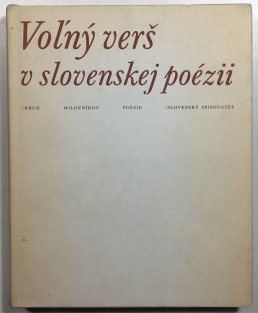 Voľný verš
v slovenskej poézii
/KRUH MILOVNÍKOV POÉZIE /SLOVENSKÝ SPISOVATEĽ